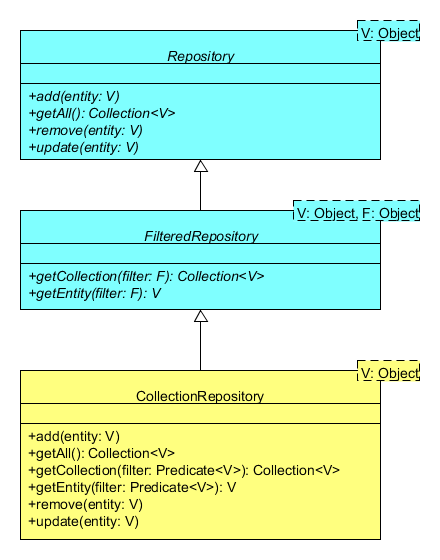 V: Object
Repository
+add(entity: V)
+getAll(): Collection<V>
+remove(entity: V)
+update(entity: V)
V: Object, F: Object
FilteredRepository
+getCollection(filter: F): Collection<V>
+getEntity(filter: F): V
V: Object
CollectionRepository
+add(entity: V)
+getAll(): Collection<V>
+getCollection(filter: Predicate<V>): Collection<V>
+getEntity(filter: Predicate<V>): V
+remove(entity: V)
+update(entity: V)